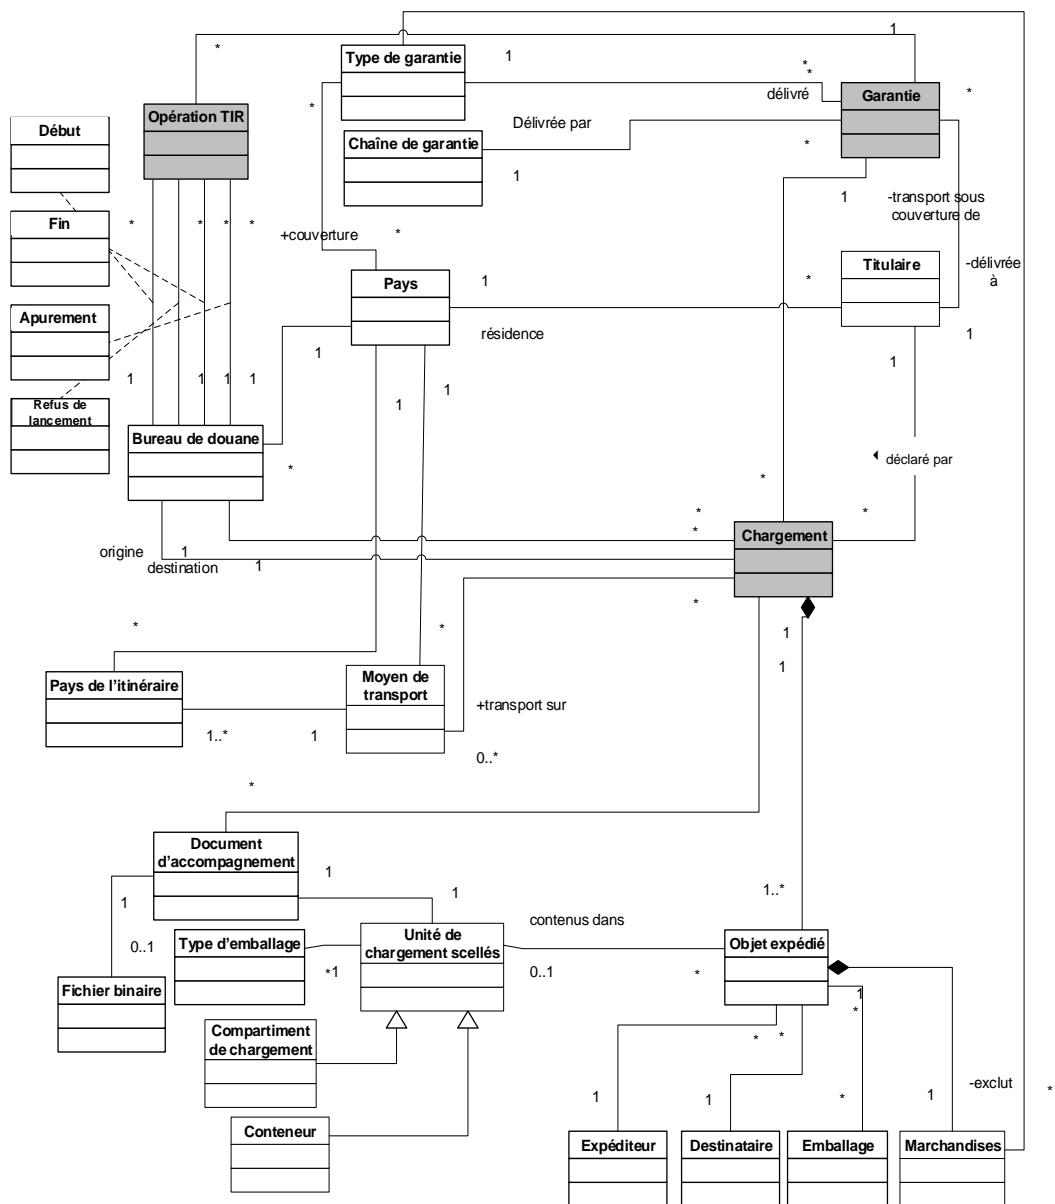 1
*
Type de garantie
1
*
*
délivré
Garantie
*
*
Opération TIR
Début
Chaîne de garantie
Délivrée par
*
1
1
-transport sous
couverture de
Fin
*
*
*
*
+couverture
*
Titulaire
-délivrée
à
Pays
1
*
résidence
1
Apurement
1
1
1
1
1
1
1
1
Refus de
lancement
Bureau de douane
*
déclaré par
*
*
*
*
Chargement
origine
1
destination
1
*
*
*
1
1
Pays de l'itinéraire
Moyen de
transport
+transport sur
1..*
1
0..*
*
Document
d'accompagnement
1
1
1
1..*
0..1
Type d'emballage
Unité de
chargement scellés
contenus dans
Objet expédié
*1
0..1
*
1
*
Fichier binaire
Compartiment
de chargement
*
*
-exclut
*
1
1
*
1
Conteneur
Expéditeur
Destinataire
Emballage
Marchandises